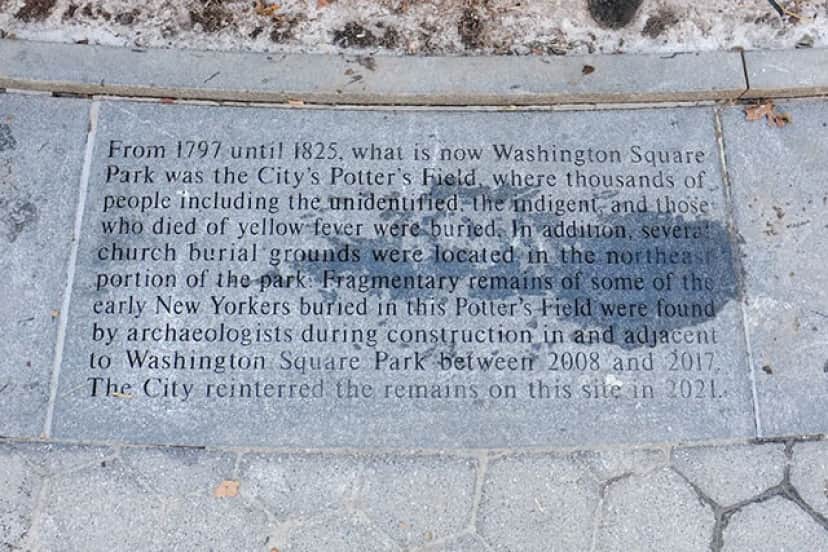 From 1797 until 1825, what is now Washington Square
Park was the City's Potter's Field, where thousands of
people including the unidentified, the indigent, and those
who died of yellow fever were buried. In addition, several
church burial grounds were located in the northeast
portion of the park. Fragmentary remains of some of the
early New Yorkers buried in this Potter's Field were found
by archaeologists during construction in and adjacent
to Washington Square Park between 2008 and 2017.
The City reinterred the remains on this site in 2021.